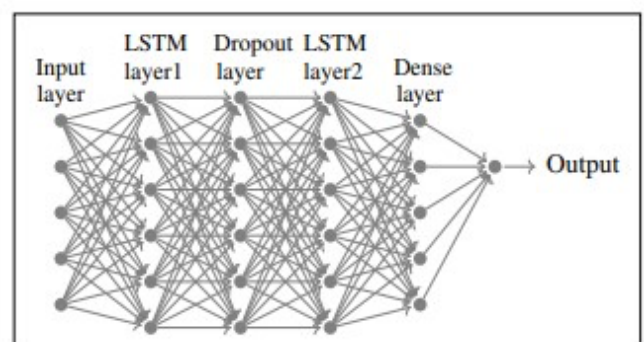 Input
layer
LSTM
layer1
Dropout
layer
LSTM
layer2
Dense
layer
Output